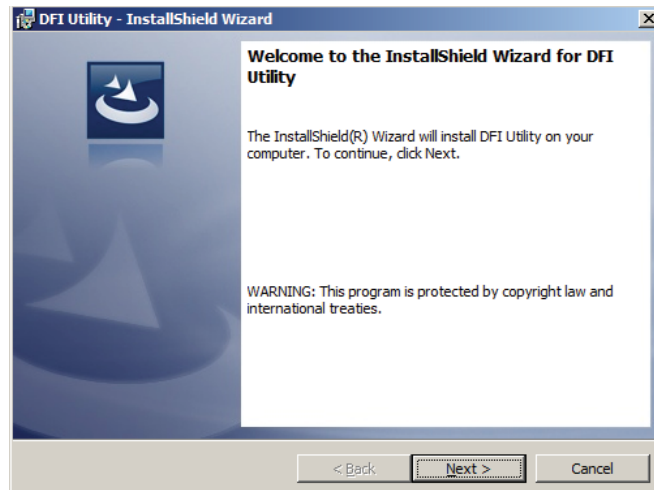 DFI Utility - InstallShield Wizard
Welcome to the InstallShield Wizard for DFI
Utility
The InstallShield(R) Wizard will install DFI Utility on your
computer. To continue, click Next.
WARNING: This program is protected by copyright law and
international treaties.
< Back Next > Cancel